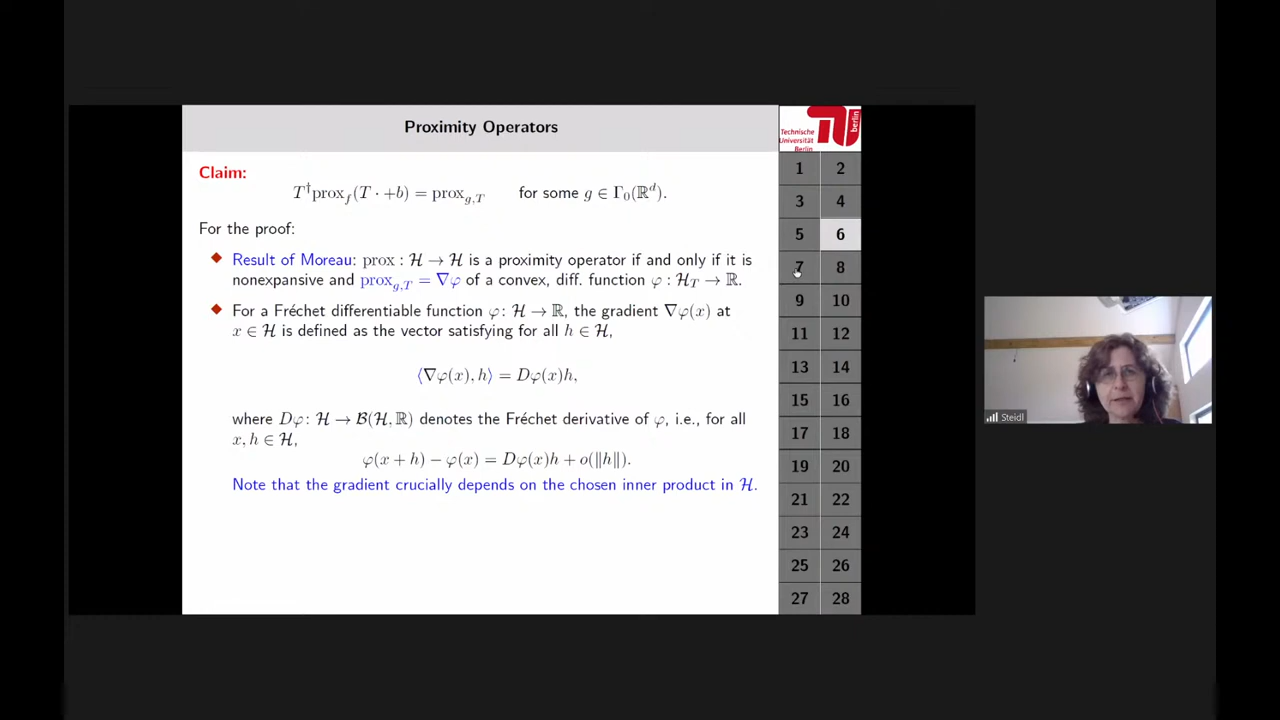 Proximity Operators
Technische
Universität
Berlin
berlin
Claim:
T†prox_f(T · +b) = prox_{g,T} for some g ∈ Γ₀(ℝᵈ).
For the proof:
Result of Moreau: prox : ℋ → ℋ is a proximity operator if and only if it is
nonexpansive and prox_{g,T} = ∇φ of a convex, diff. function φ : ℋ_T → ℝ.
For a Fréchet differentiable function φ: ℋ → ℝ, the gradient ∇φ(x) at
x ∈ ℋ is defined as the vector satisfying for all h ∈ ℋ,
⟨∇φ(x), h⟩ = Dφ(x)h,
where Dφ: ℋ → ℬ(ℋ, ℝ) denotes the Fréchet derivative of φ, i.e., for all
x, h ∈ ℋ,
φ(x + h) − φ(x) = Dφ(x)h + o(‖h‖).
Note that the gradient crucially depends on the chosen inner product in ℋ.
1 2
3 4
5 6
7 8
9 10
11 12
13 14
15 16
17 18
19 20
21 22
23 24
25 26
27 28
Steidl